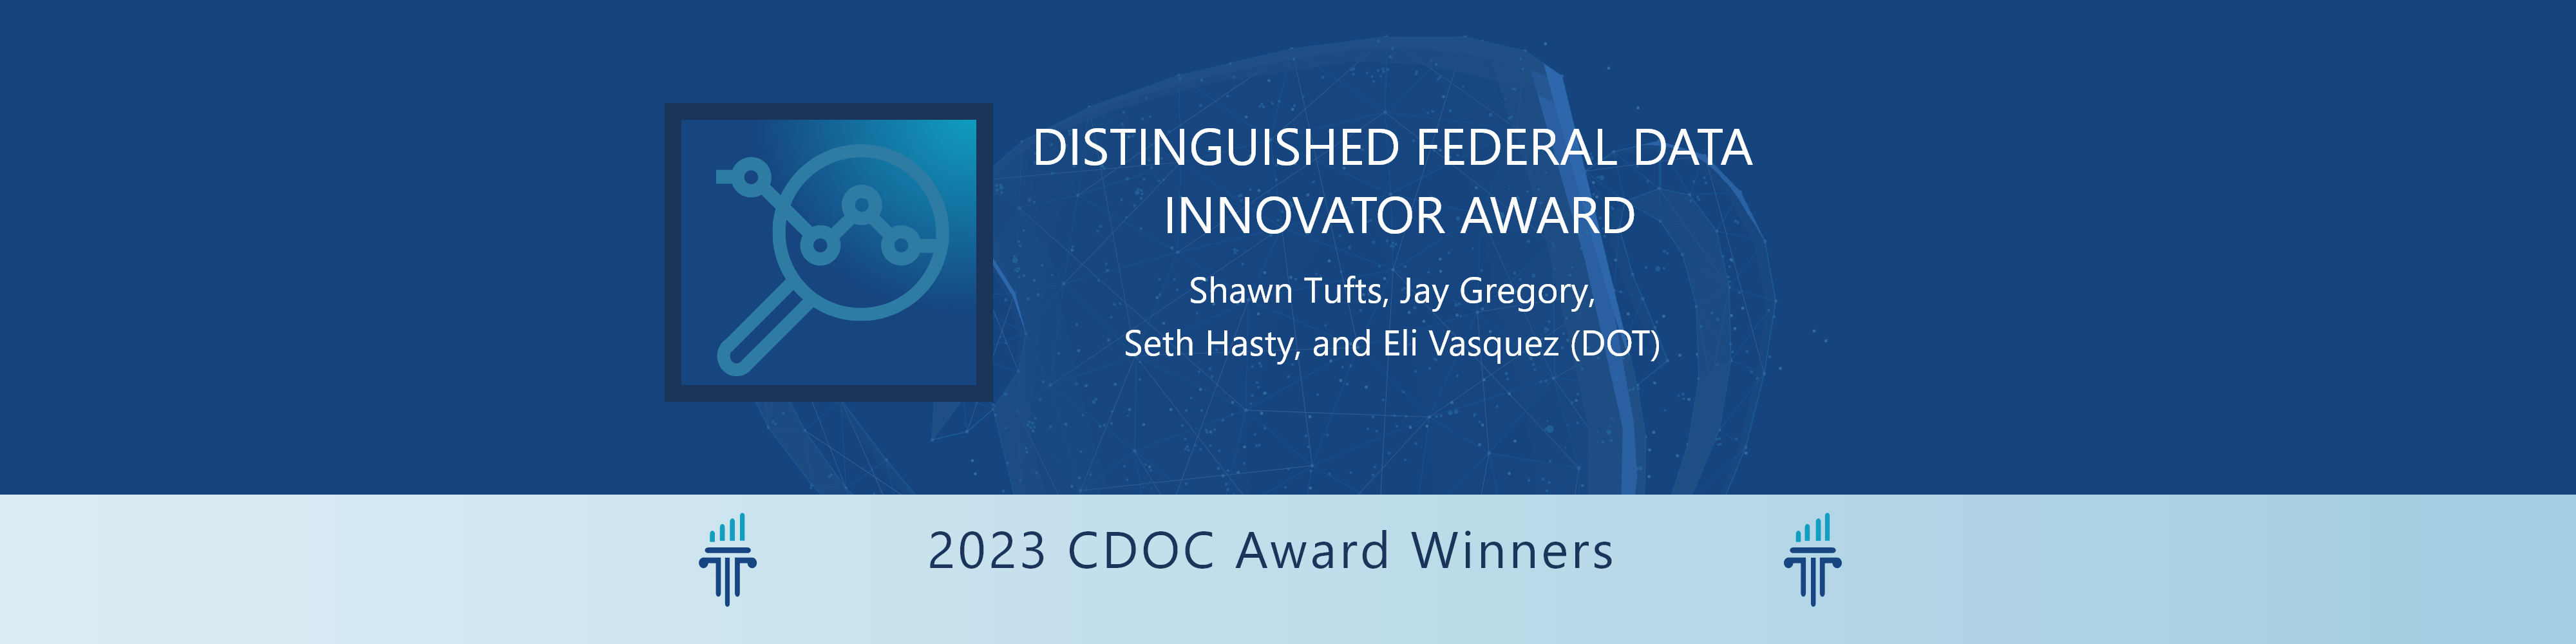 DISTINGUISHED FEDERAL DATA
INNOVATOR AWARD
Shawn Tufts, Jay Gregory,
Seth Hasty, and Eli Vasquez (DOT)
2023 CDOC Award Winners